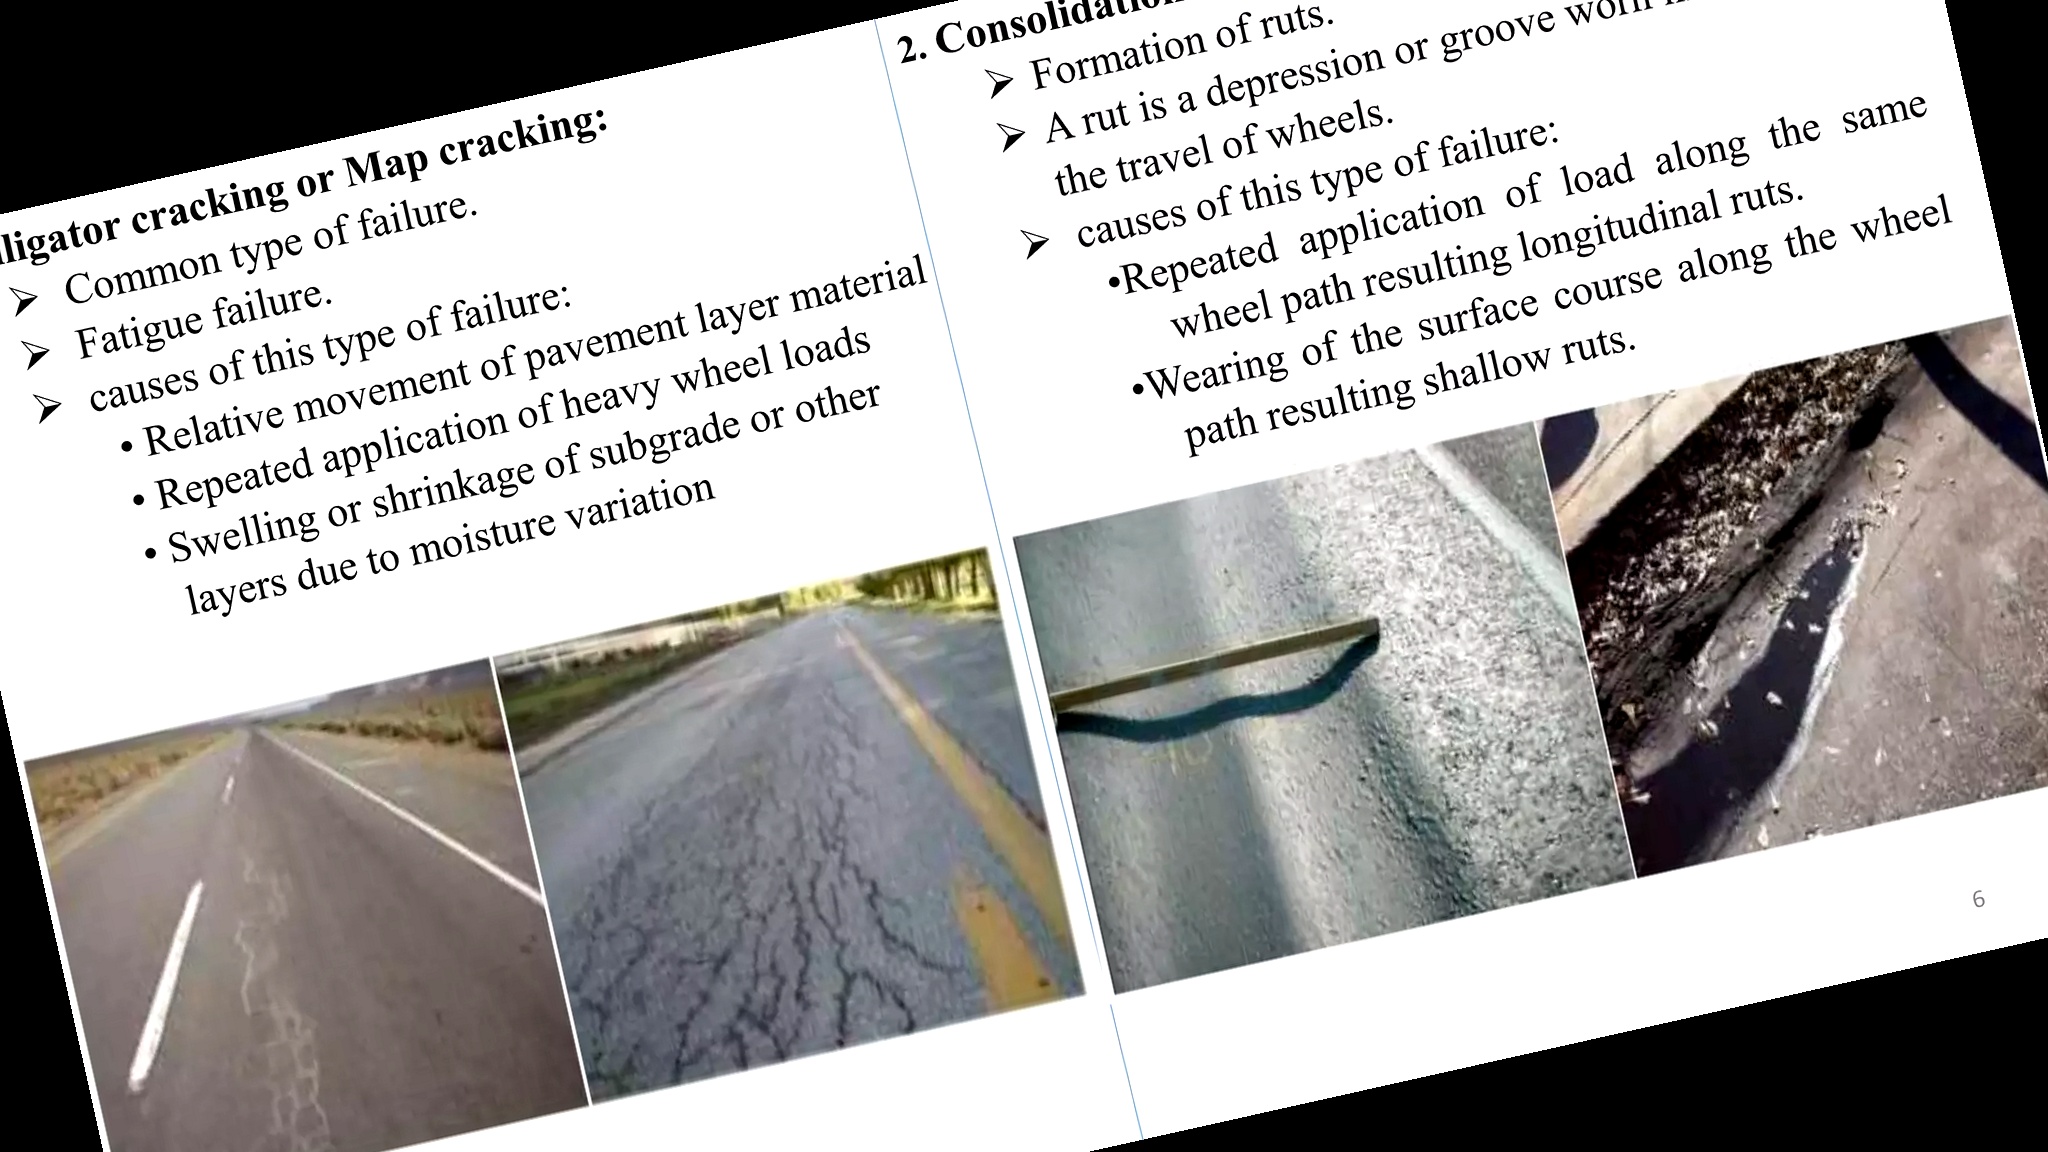 ligator cracking or Map cracking:
➢ Common type of failure.
➢ Fatigue failure.
➢ causes of this type of failure:
• Relative movement of pavement layer material
• Repeated application of heavy wheel loads
• Swelling or shrinkage of subgrade or other
layers due to moisture variation
2. Consolidation
➢ Formation of ruts.
➢ A rut is a depression or groove worn
the travel of wheels.
➢ causes of this type of failure:
•Repeated application of load along the same
wheel path resulting longitudinal ruts.
•Wearing of the surface course along the wheel
path resulting shallow ruts.
6